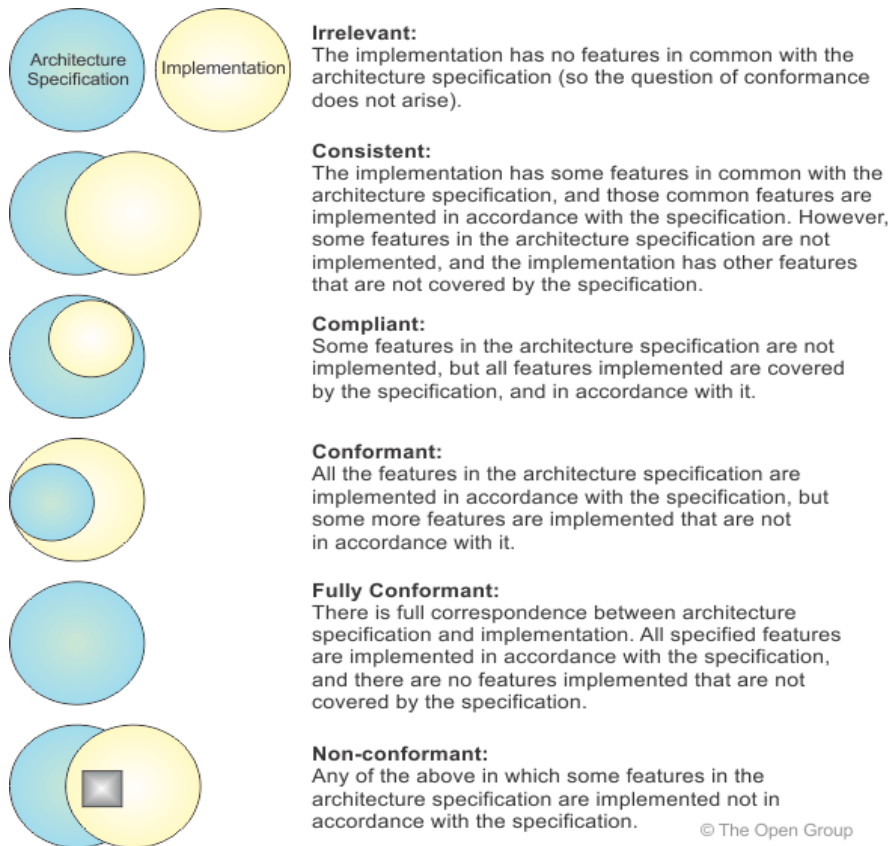 Architecture
Specification
Implementation
Irrelevant:
The implementation has no features in common with the
architecture specification (so the question of conformance
does not arise).
Consistent:
The implementation has some features in common with the
architecture specification, and those common features are
implemented in accordance with the specification. However,
some features in the architecture specification are not
implemented, and the implementation has other features
that are not covered by the specification.
Compliant:
Some features in the architecture specification are not
implemented, but all features implemented are covered
by the specification, and in accordance with it.
Conformant:
All the features in the architecture specification are
implemented in accordance with the specification, but
some more features are implemented that are not
in accordance with it.
Fully Conformant:
There is full correspondence between architecture
specification and implementation. All specified features
are implemented in accordance with the specification,
and there are no features implemented that are not
covered by the specification.
Non-conformant:
Any of the above in which some features in the
architecture specification are implemented not in
accordance with the specification.
© The Open Group